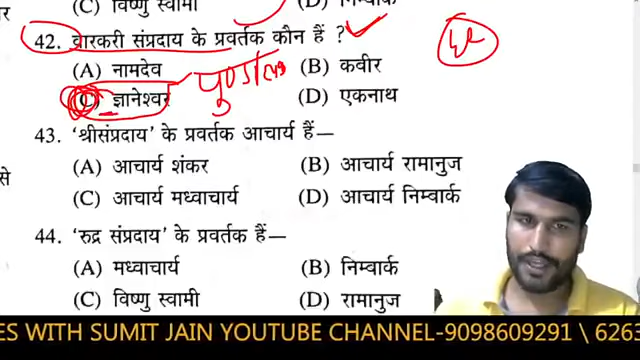 (C) विष्णु स्वामी (D) निम्बार्क
42. वारकरी संप्रदाय के प्रवर्तक कौन हैं ?
(A) नामदेव (B) कबीर
(C) ज्ञानेश्वर (D) एकनाथ
43. ‘श्रीसंप्रदाय’ के प्रवर्तक आचार्य हैं—
(A) आचार्य शंकर (B) आचार्य रामानुज
(C) आचार्य मध्वाचार्य (D) आचार्य निम्बार्क
से
44. ‘रुद्र संप्रदाय’ के प्रवर्तक हैं—
(A) मध्वाचार्य (B) निम्बार्क
(C) विष्णु स्वामी (D) रामानुज
ES WITH SUMIT JAIN YOUTUBE CHANNEL-9098609291 \ 6263